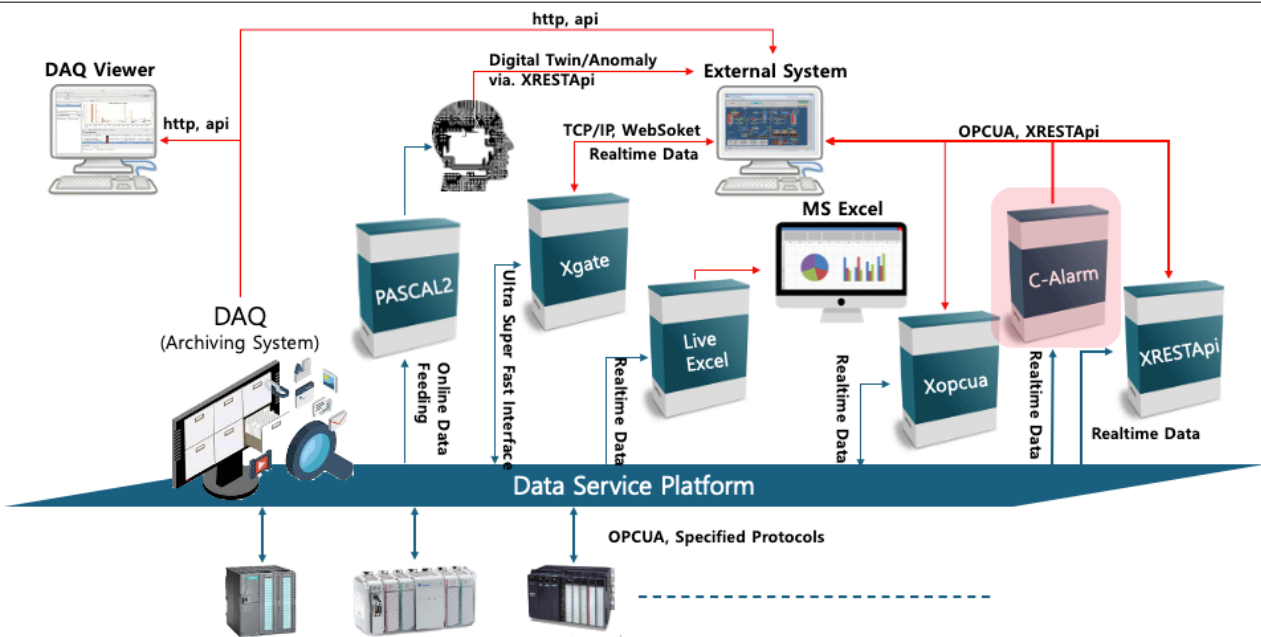 http, api
DAQ Viewer
Digital Twin/Anomaly
via. XRESTApi
External System
http, api
TCP/IP, WebSoket
Realtime Data
OPCUA, XRESTApi
MS Excel
PASCAL2
Xgate
C-Alarm
DAQ
(Archiving System)
Live
Excel
Xopcua
XRESTApi
Online Data
Feeding
Ultra Super Fast Interface
Realtime Data
Realtime Data
Realtime Data
Realtime Data
Data Service Platform
OPCUA, Specified Protocols